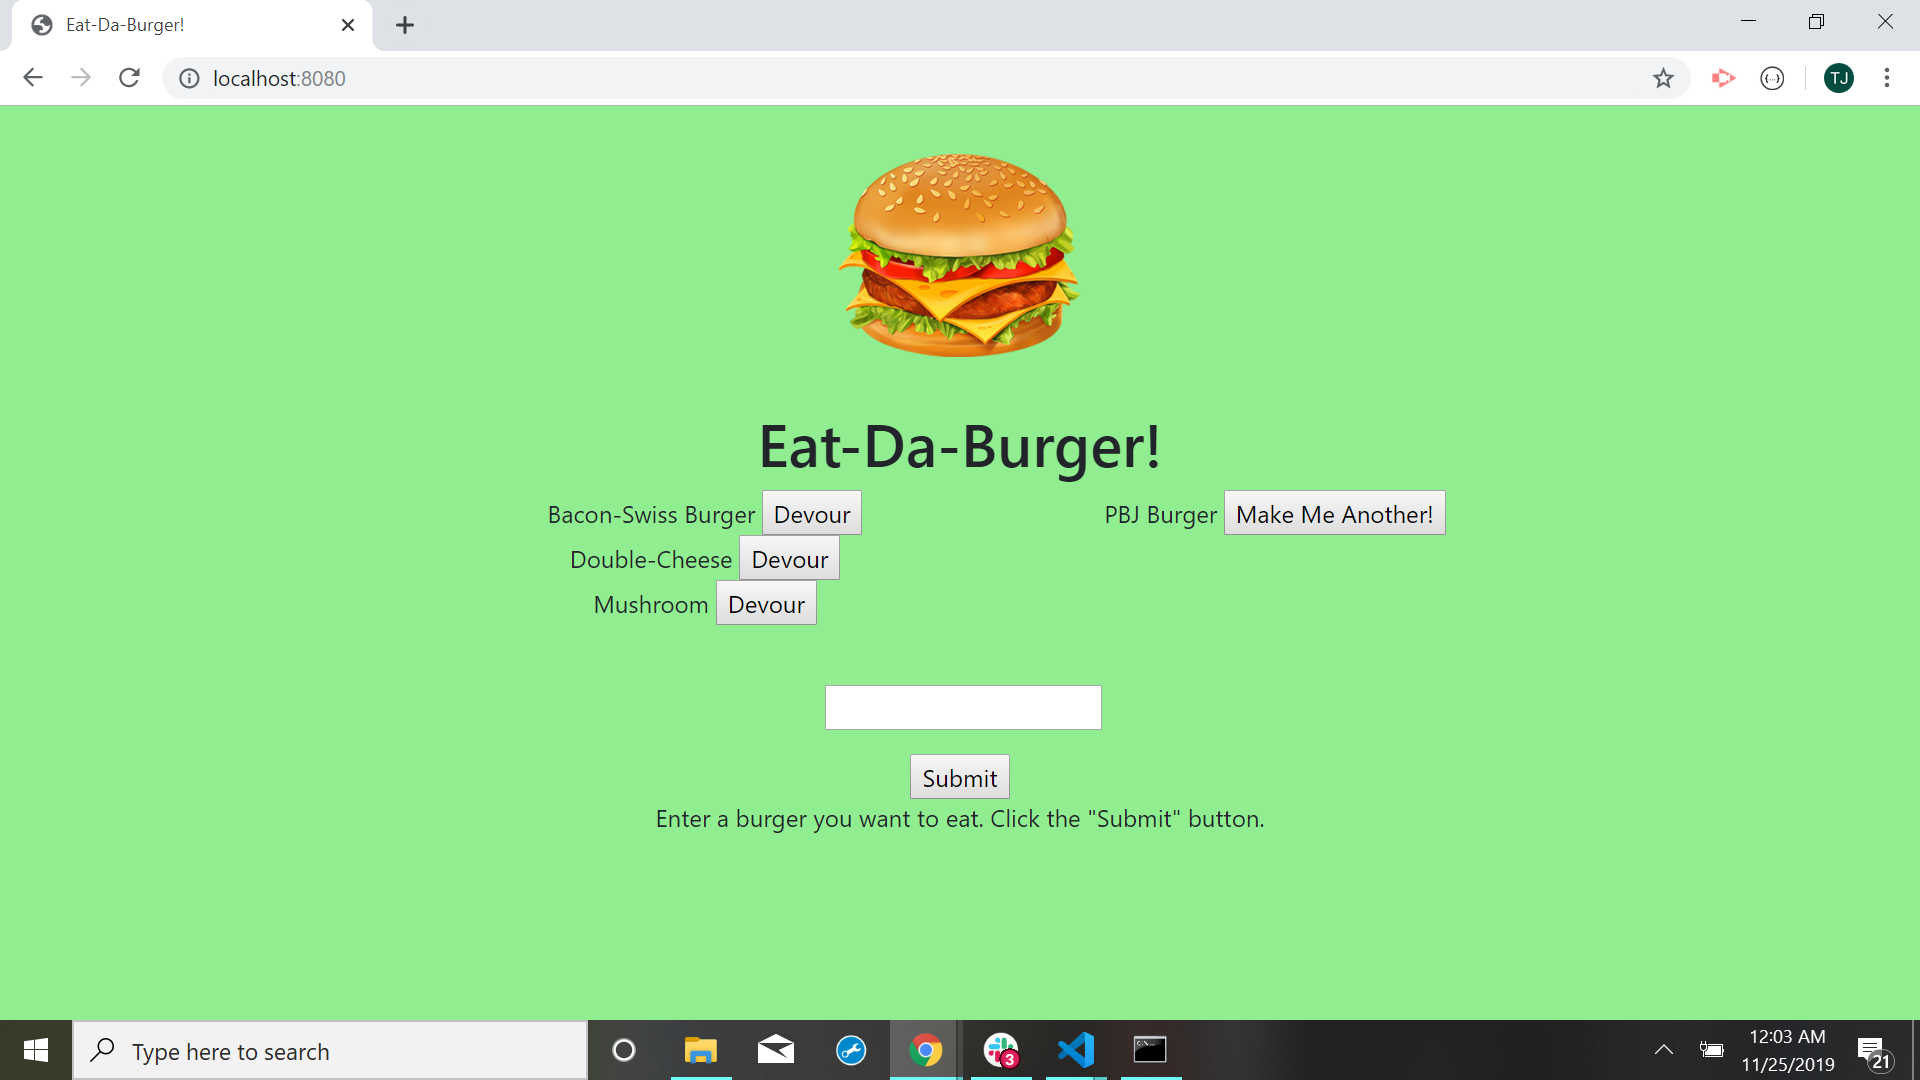 Eat-Da-Burger!
localhost:8080
TJ
Eat-Da-Burger!
Bacon-Swiss Burger Devour
PBJ Burger Make Me Another!
Double-Cheese Devour
Mushroom Devour
Submit
Enter a burger you want to eat. Click the "Submit" button.
Type here to search
3
12:03 AM
11/25/2019
21